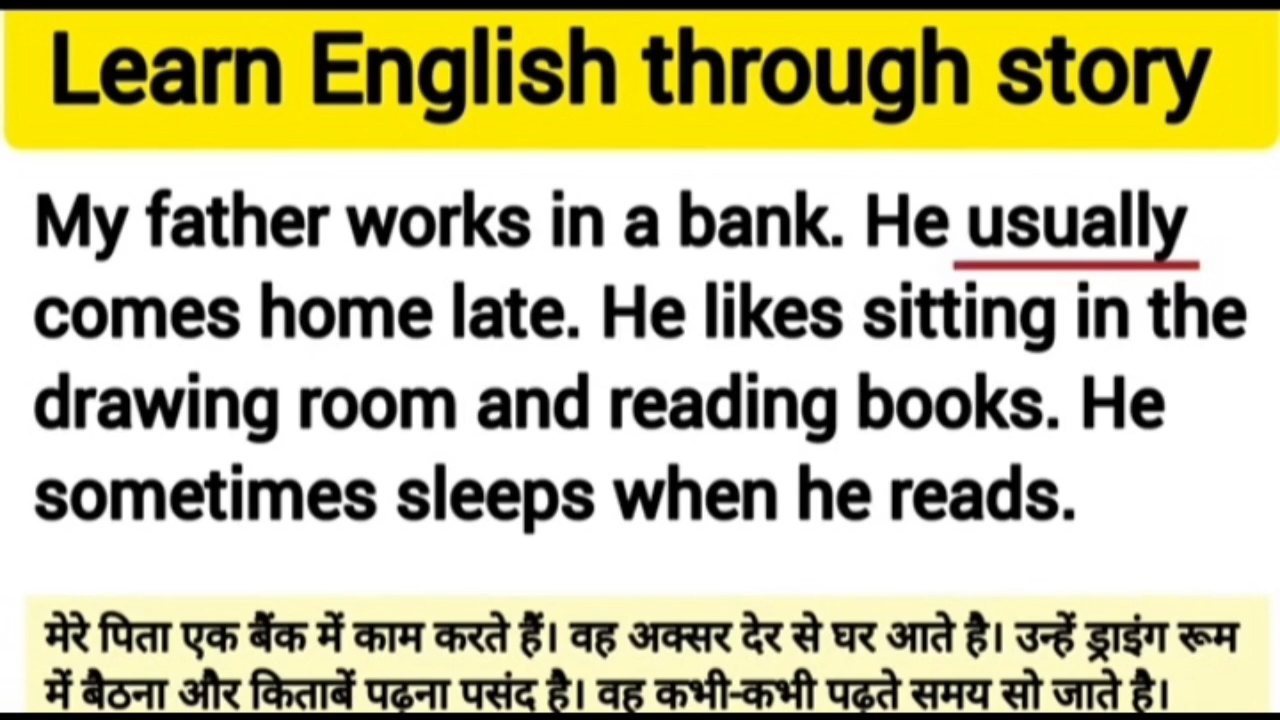 Learn English through story
My father works in a bank. He usually
comes home late. He likes sitting in the
drawing room and reading books. He
sometimes sleeps when he reads.
मेरे पिता एक बैंक में काम करते हैं। वह अक्सर देर से घर आते है। उन्हें ड्राइंग रूम
में बैठना और किताबें पढ़ना पसंद है। वह कभी-कभी पढ़ते समय सो जाते है।